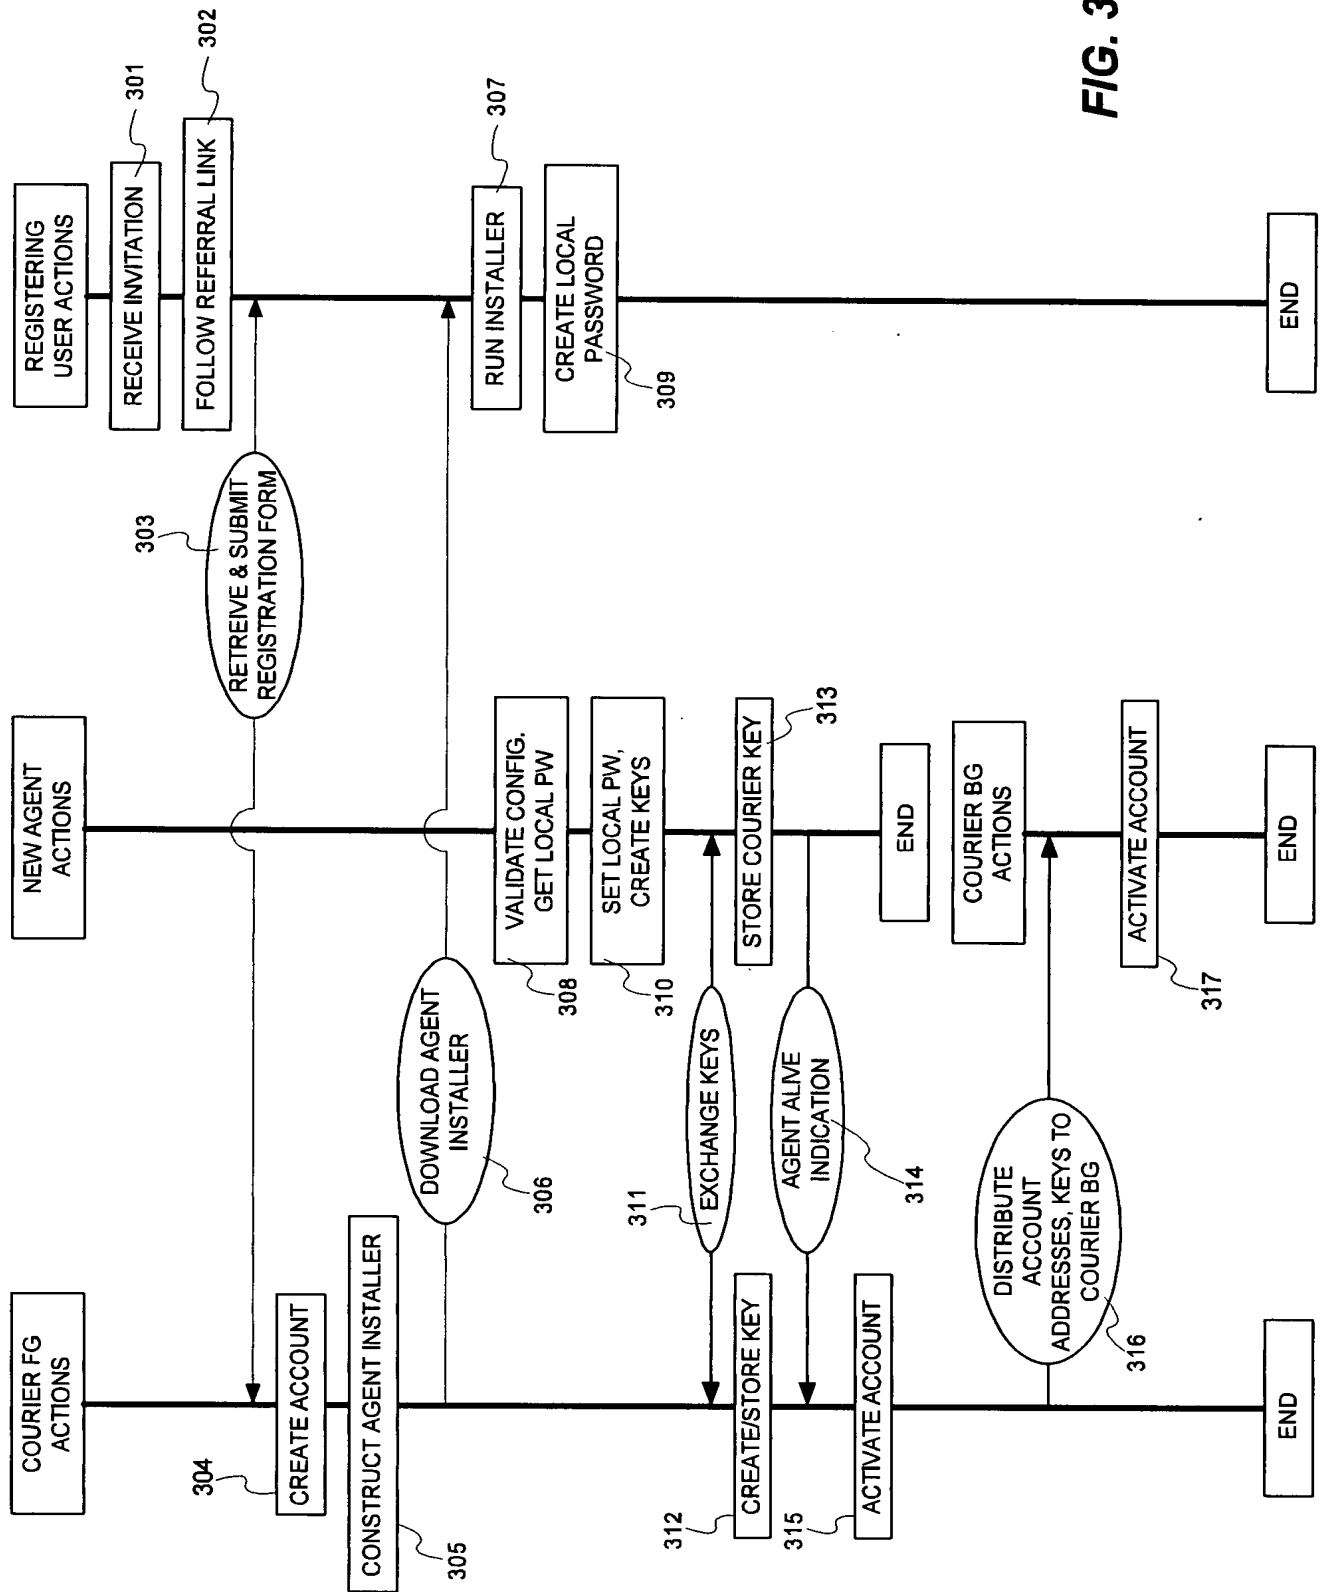 COURIER FG
ACTIONS
NEW AGENT
ACTIONS
REGISTERING
USER ACTIONS
RECEIVE INVITATION
301
FOLLOW REFERRAL LINK
302
303
RETREIVE & SUBMIT
REGISTRATION FORM
304
CREATE ACCOUNT
CONSTRUCT AGENT INSTALLER
305
DOWNLOAD AGENT
INSTALLER
306
RUN INSTALLER
307
VALIDATE CONFIG.
GET LOCAL PW
308
CREATE LOCAL
PASSWORD
309
SET LOCAL PW,
CREATE KEYS
310
311
EXCHANGE KEYS
312
CREATE/STORE KEY
STORE COURIER KEY
313
AGENT ALIVE
INDICATION
314
315
ACTIVATE ACCOUNT
END
COURIER BG
ACTIONS
DISTRIBUTE
ACCOUNT
ADDRESSES, KEYS TO
COURIER BG
316
ACTIVATE ACCOUNT
317
END
END
END
FIG. 3